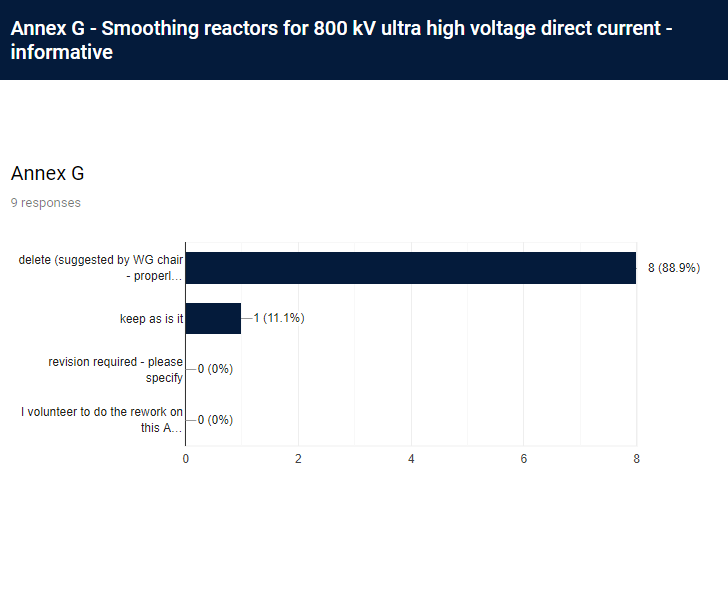 Annex G - Smoothing reactors for 800 kV ultra high voltage direct current -
informative
Annex G
9 responses
delete (suggested by WG chair
- properl…
8 (88.9%)
keep as is it
1 (11.1%)
revision required - please
specify
0 (0%)
I volunteer to do the rework on
this A…
0 (0%)
0
2
4
6
8